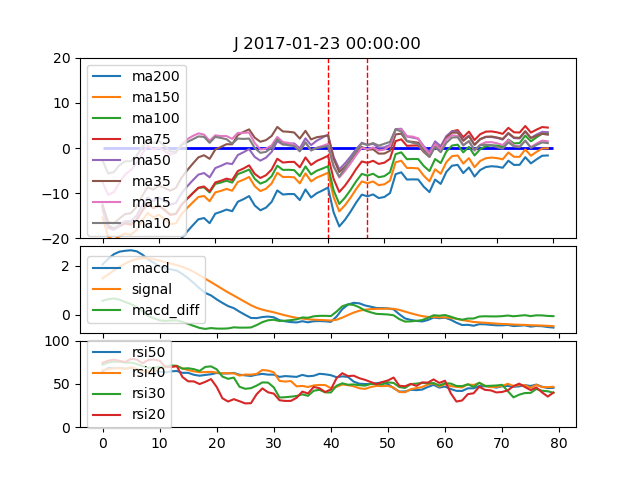 J 2017-01-23 00:00:00
20
10
0
−10
−20
ma200
ma150
ma100
ma75
ma50
ma35
ma15
ma10
2
0
macd
signal
macd_diff
100
50
0
rsi50
rsi40
rsi30
rsi20
0 10 20 30 40 50 60 70 80